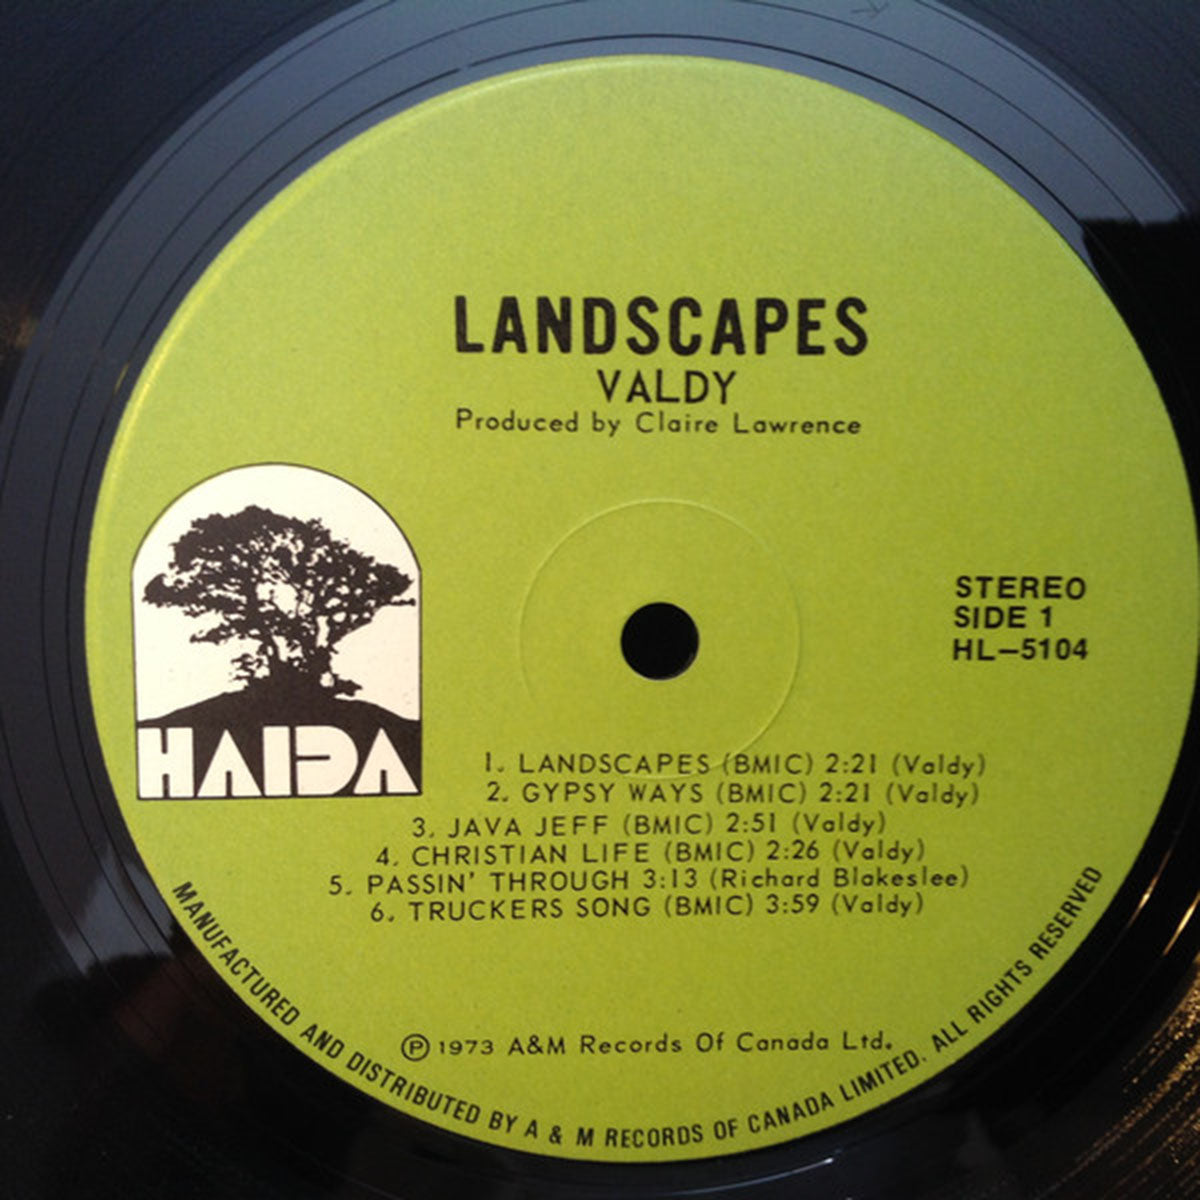 LANDSCAPES
VALDY
Produced by Claire Lawrence
HAIDA
STEREO
SIDE 1
HL-5104
1. LANDSCAPES (BMIC) 2:21 (Valdy)
2. GYPSY WAYS (BMIC) 2:21 (Valdy)
3. JAVA JEFF (BMIC) 2:51 (Valdy)
4. CHRISTIAN LIFE (BMIC) 2:26 (Valdy)
5. PASSIN' THROUGH 3:13 (Richard Blakeslee)
6. TRUCKERS SONG (BMIC) 3:59 (Valdy)
Ⓟ 1973 A&M Records Of Canada Ltd.
MANUFACTURED AND DISTRIBUTED BY A & M RECORDS OF CANADA LIMITED. ALL RIGHTS RESERVED